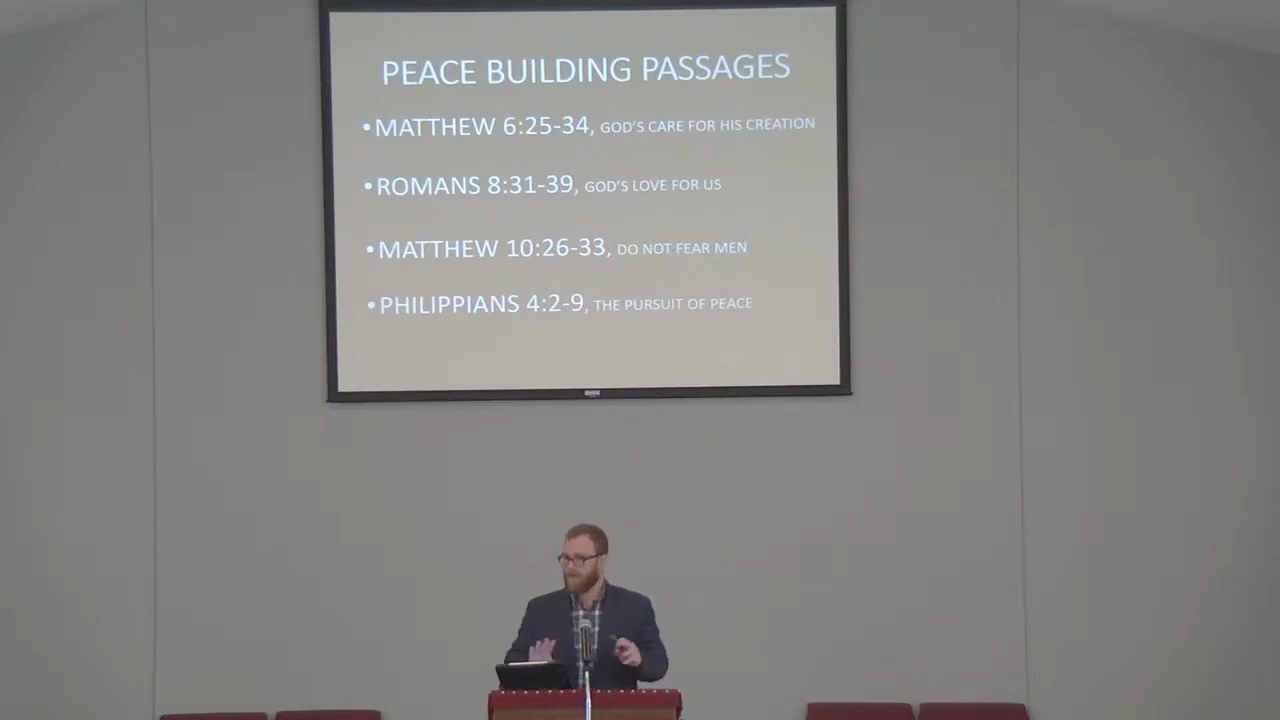 PEACE BUILDING PASSAGES
•MATTHEW 6:25-34, GOD'S CARE FOR HIS CREATION
•ROMANS 8:31-39, GOD'S LOVE FOR US
•MATTHEW 10:26-33, DO NOT FEAR MEN
•PHILIPPIANS 4:2-9, THE PURSUIT OF PEACE